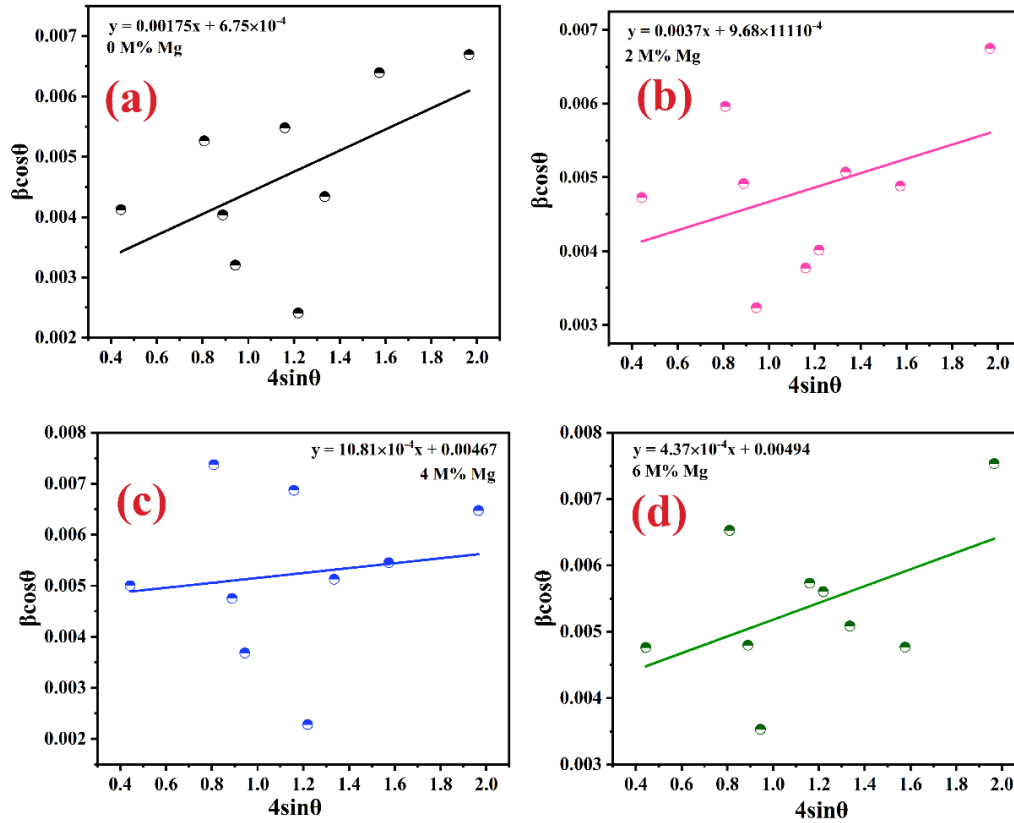 y = 0.00175x + 6.75×10⁻⁴
0 M% Mg
(a)
βcosθ
0.007
0.006
0.005
0.004
0.003
0.002
0.4 0.6 0.8 1.0 1.2 1.4 1.6 1.8 2.0
4sinθ
y = 0.0037x + 9.68×11110⁻⁴
2 M% Mg
(b)
βcosθ
0.007
0.006
0.005
0.004
0.003
0.4 0.6 0.8 1.0 1.2 1.4 1.6 1.8 2.0
4sinθ
y = 10.81×10⁻⁴x + 0.00467
4 M% Mg
(c)
βcosθ
0.008
0.007
0.006
0.005
0.004
0.003
0.002
0.4 0.6 0.8 1.0 1.2 1.4 1.6 1.8 2.0
4sinθ
y = 4.37×10⁻⁴x + 0.00494
6 M% Mg
(d)
βcosθ
0.008
0.007
0.006
0.005
0.004
0.003
0.4 0.6 0.8 1.0 1.2 1.4 1.6 1.8 2.0
4sinθ